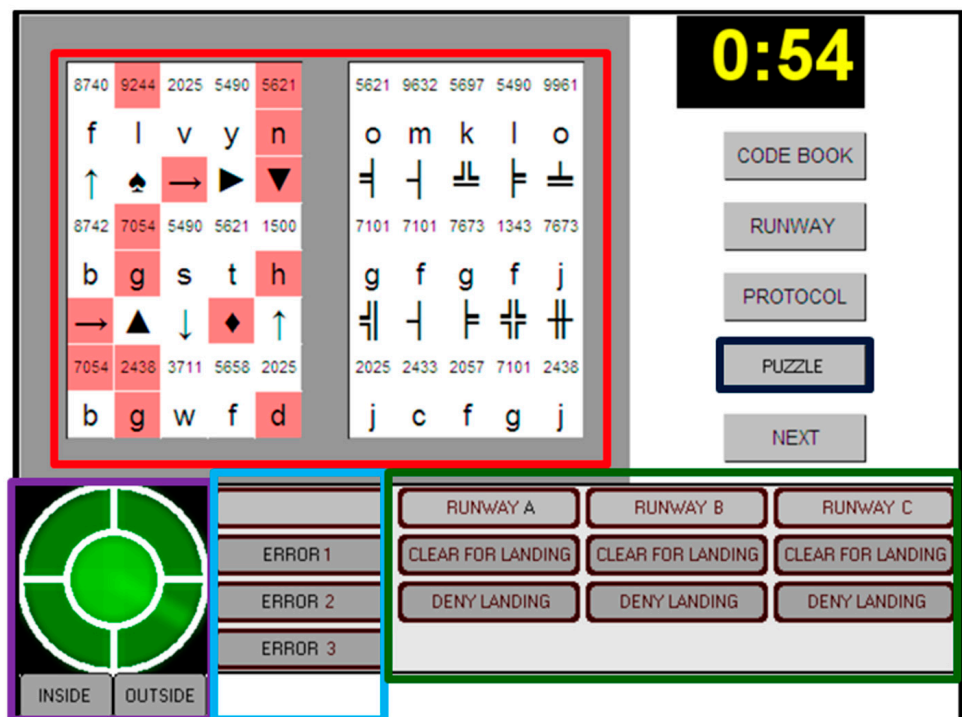 0:54
8740 9244 2025 5490 5621
f l v y n
↑ ♠ → ► ▼
8742 7054 5490 5621 1500
b g s t h
→ ▲ ↓ ♦ ↑
7054 2438 3711 5658 2025
b g w f d
5621 9632 5697 5490 9961
o m k l o
╡ ┤ ╩ ╞ ╧
7101 7101 7673 1343 7673
g f g f j
╣ ┤ ╞ ╬ ╫
2025 2433 2057 7101 2438
j c f g j
CODE BOOK
RUNWAY
PROTOCOL
PUZZLE
NEXT
INSIDE OUTSIDE
ERROR 1
ERROR 2
ERROR 3
RUNWAY A RUNWAY B RUNWAY C
CLEAR FOR LANDING CLEAR FOR LANDING CLEAR FOR LANDING
DENY LANDING DENY LANDING DENY LANDING